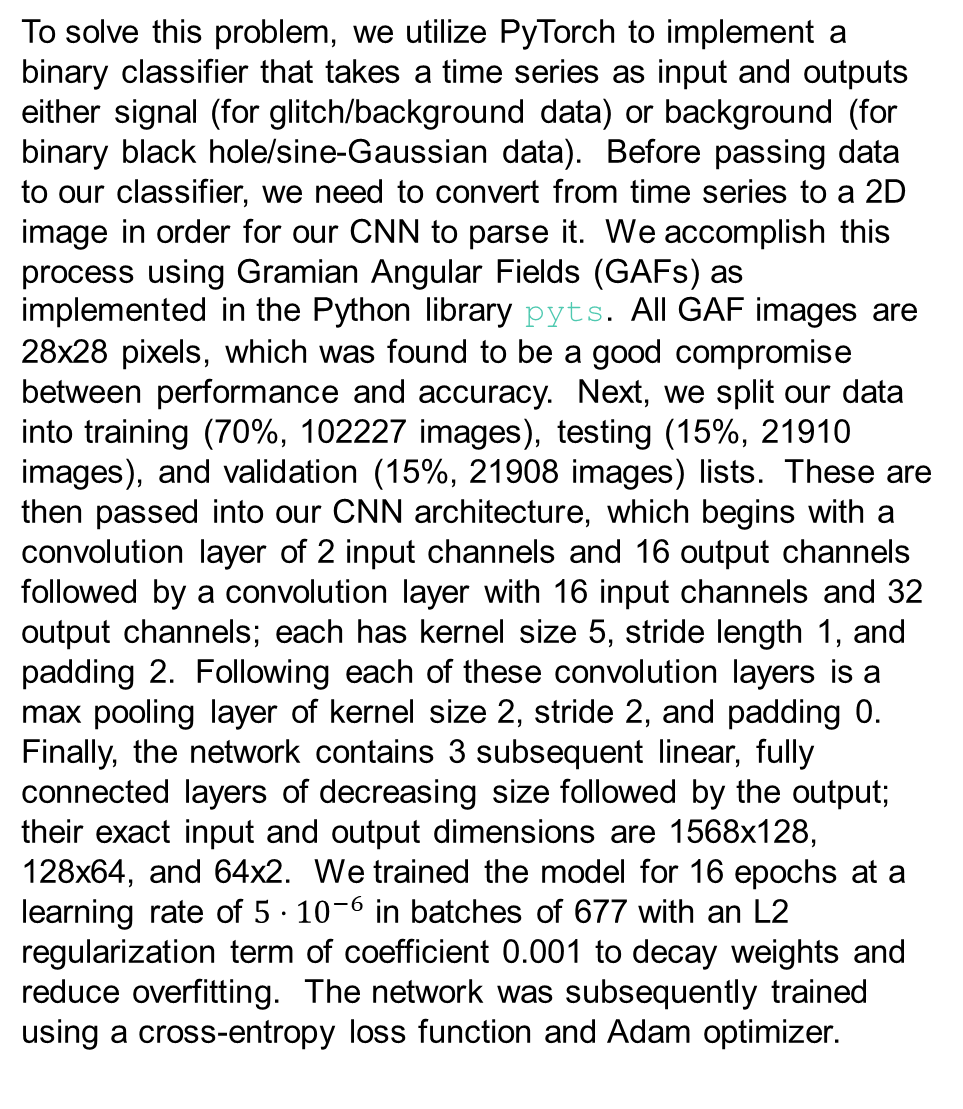 To solve this problem, we utilize PyTorch to implement a
binary classifier that takes a time series as input and outputs
either signal (for glitch/background data) or background (for
binary black hole/sine-Gaussian data).  Before passing data
to our classifier, we need to convert from time series to a 2D
image in order for our CNN to parse it.  We accomplish this
process using Gramian Angular Fields (GAFs) as
implemented in the Python library pyts.  All GAF images are
28x28 pixels, which was found to be a good compromise
between performance and accuracy.  Next, we split our data
into training (70%, 102227 images), testing (15%, 21910
images), and validation (15%, 21908 images) lists.  These are
then passed into our CNN architecture, which begins with a
convolution layer of 2 input channels and 16 output channels
followed by a convolution layer with 16 input channels and 32
output channels; each has kernel size 5, stride length 1, and
padding 2.  Following each of these convolution layers is a
max pooling layer of kernel size 2, stride 2, and padding 0.
Finally, the network contains 3 subsequent linear, fully
connected layers of decreasing size followed by the output;
their exact input and output dimensions are 1568x128,
128x64, and 64x2.  We trained the model for 16 epochs at a
learning rate of 5 · 10⁻⁶ in batches of 677 with an L2
regularization term of coefficient 0.001 to decay weights and
reduce overfitting.  The network was subsequently trained
using a cross-entropy loss function and Adam optimizer.